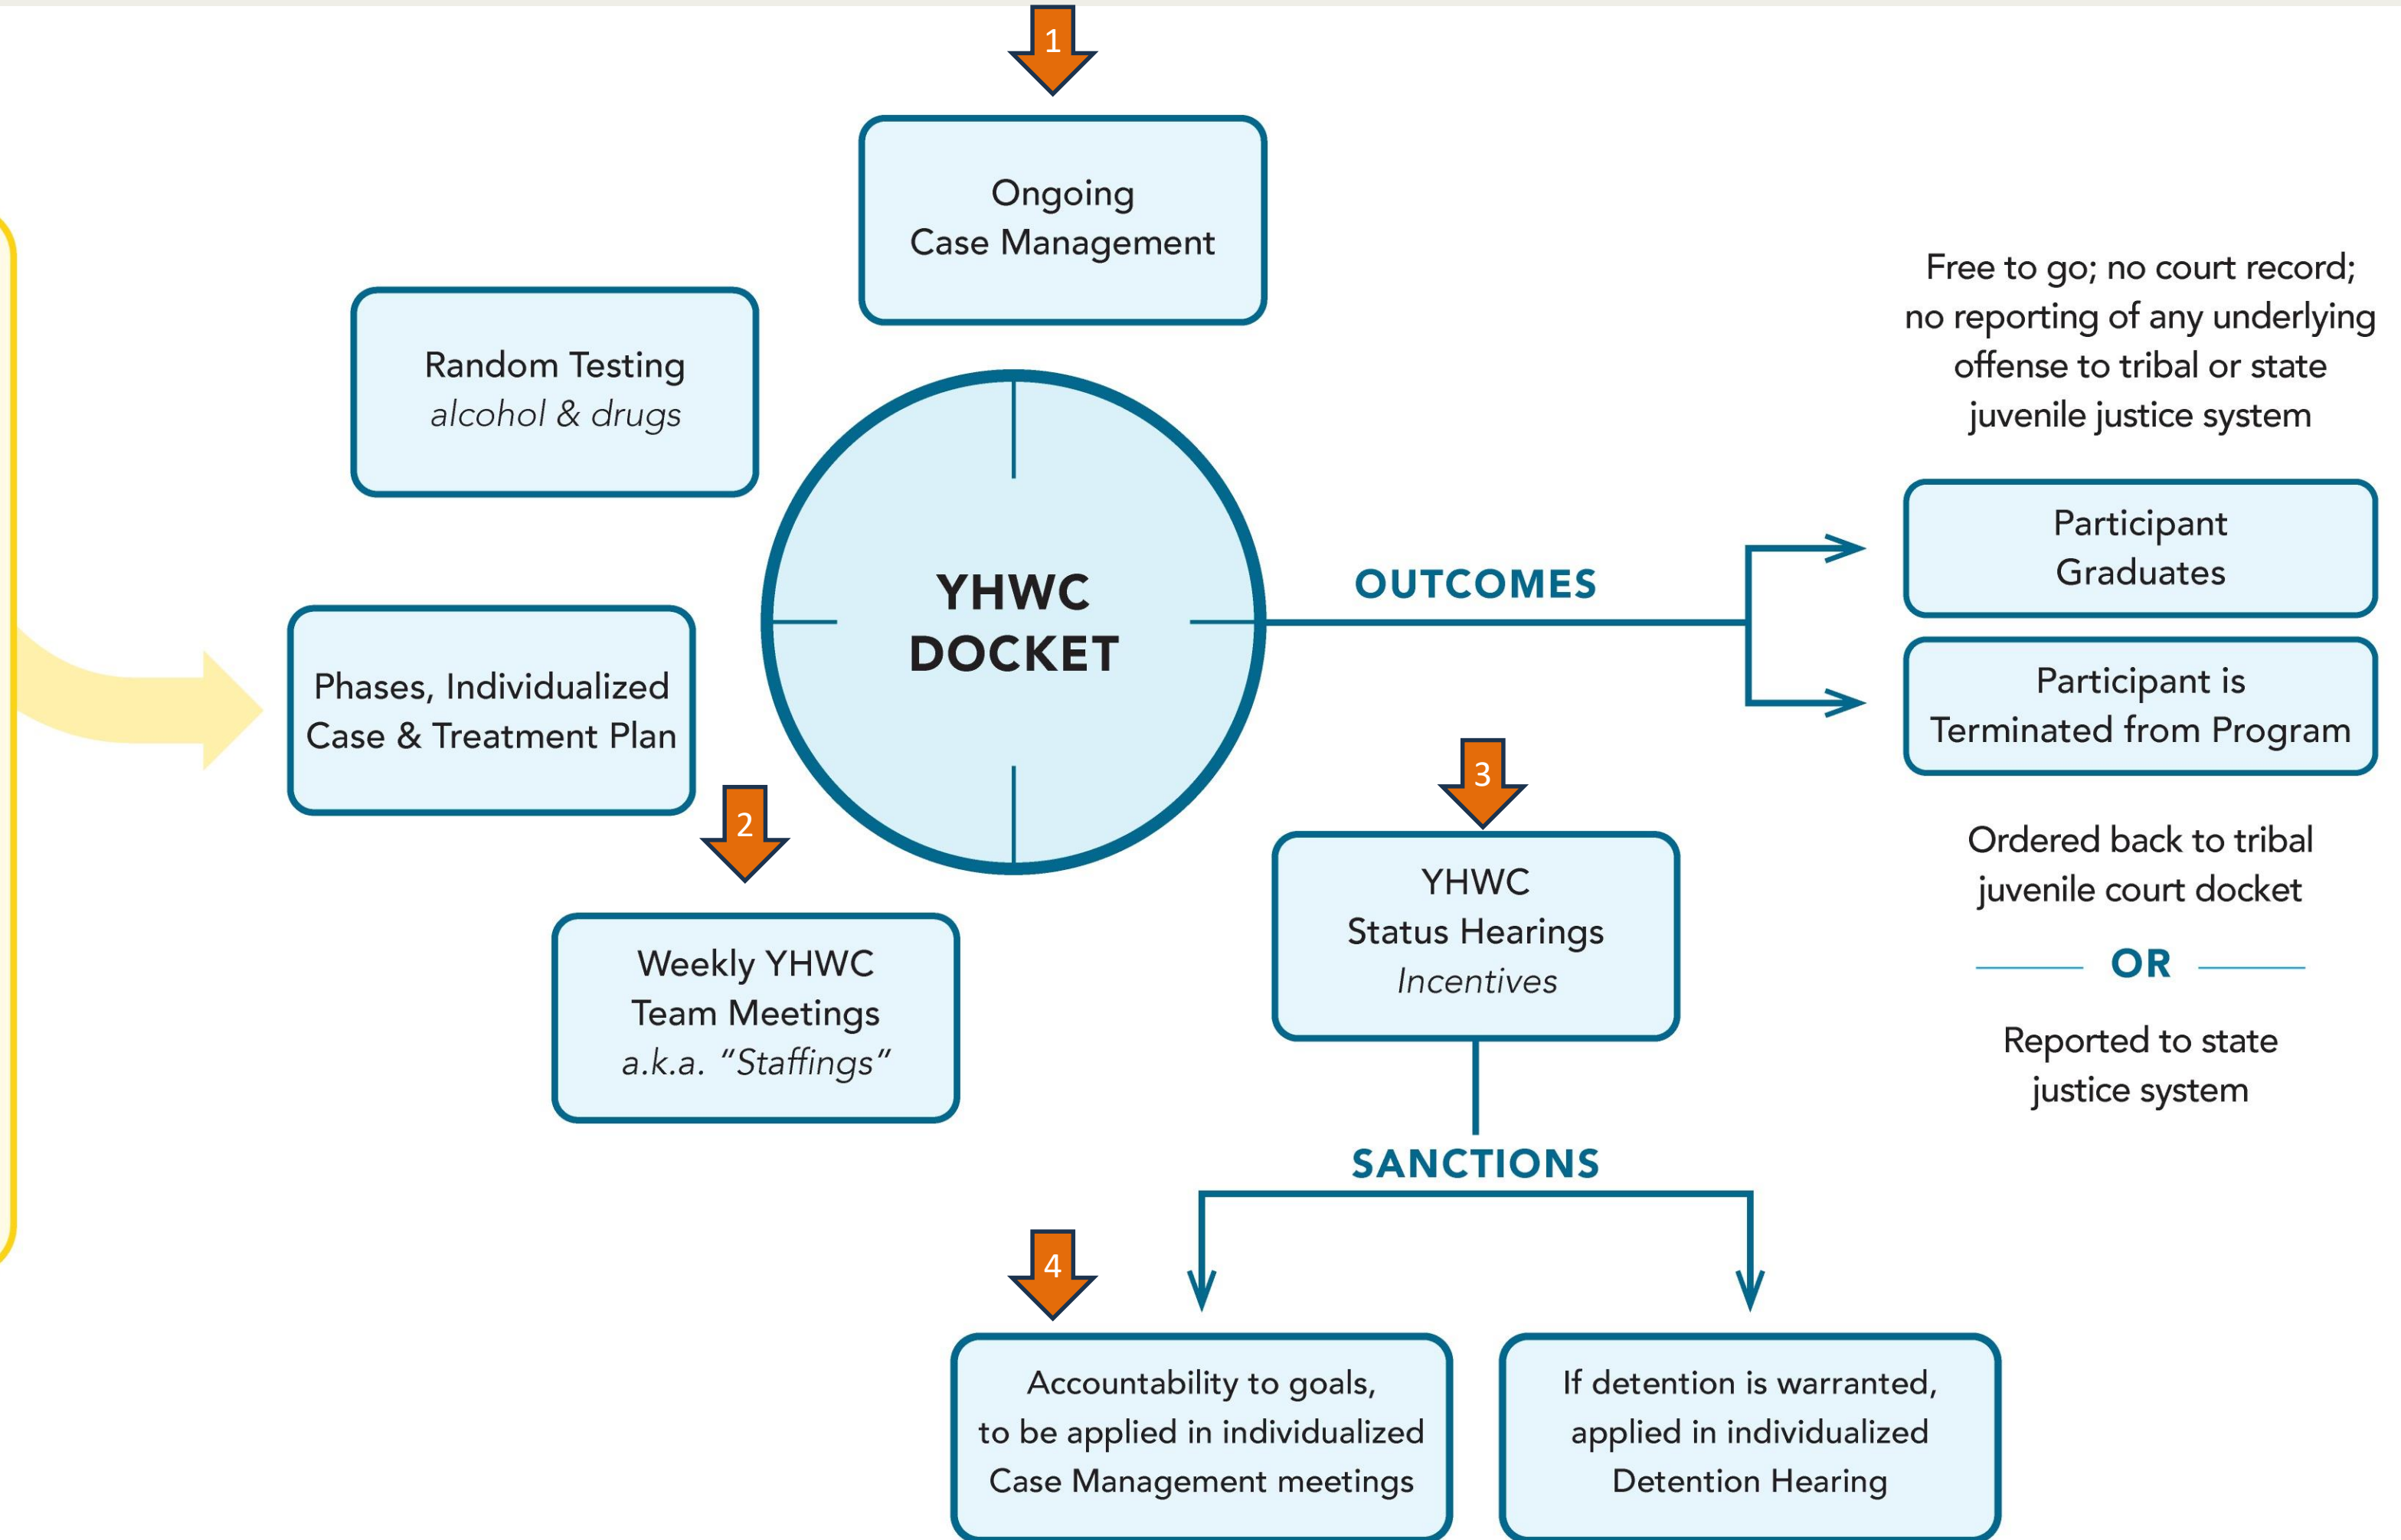 1
Ongoing
Case Management
Random Testing
alcohol & drugs
Phases, Individualized
Case & Treatment Plan
2
Weekly YHWC
Team Meetings
a.k.a. “Staffings”
YHWC
DOCKET
OUTCOMES
Free to go; no court record;
no reporting of any underlying
offense to tribal or state
juvenile justice system
Participant
Graduates
Participant is
Terminated from Program
Ordered back to tribal
juvenile court docket
OR
Reported to state
justice system
3
YHWC
Status Hearings
Incentives
SANCTIONS
4
Accountability to goals,
to be applied in individualized
Case Management meetings
If detention is warranted,
applied in individualized
Detention Hearing